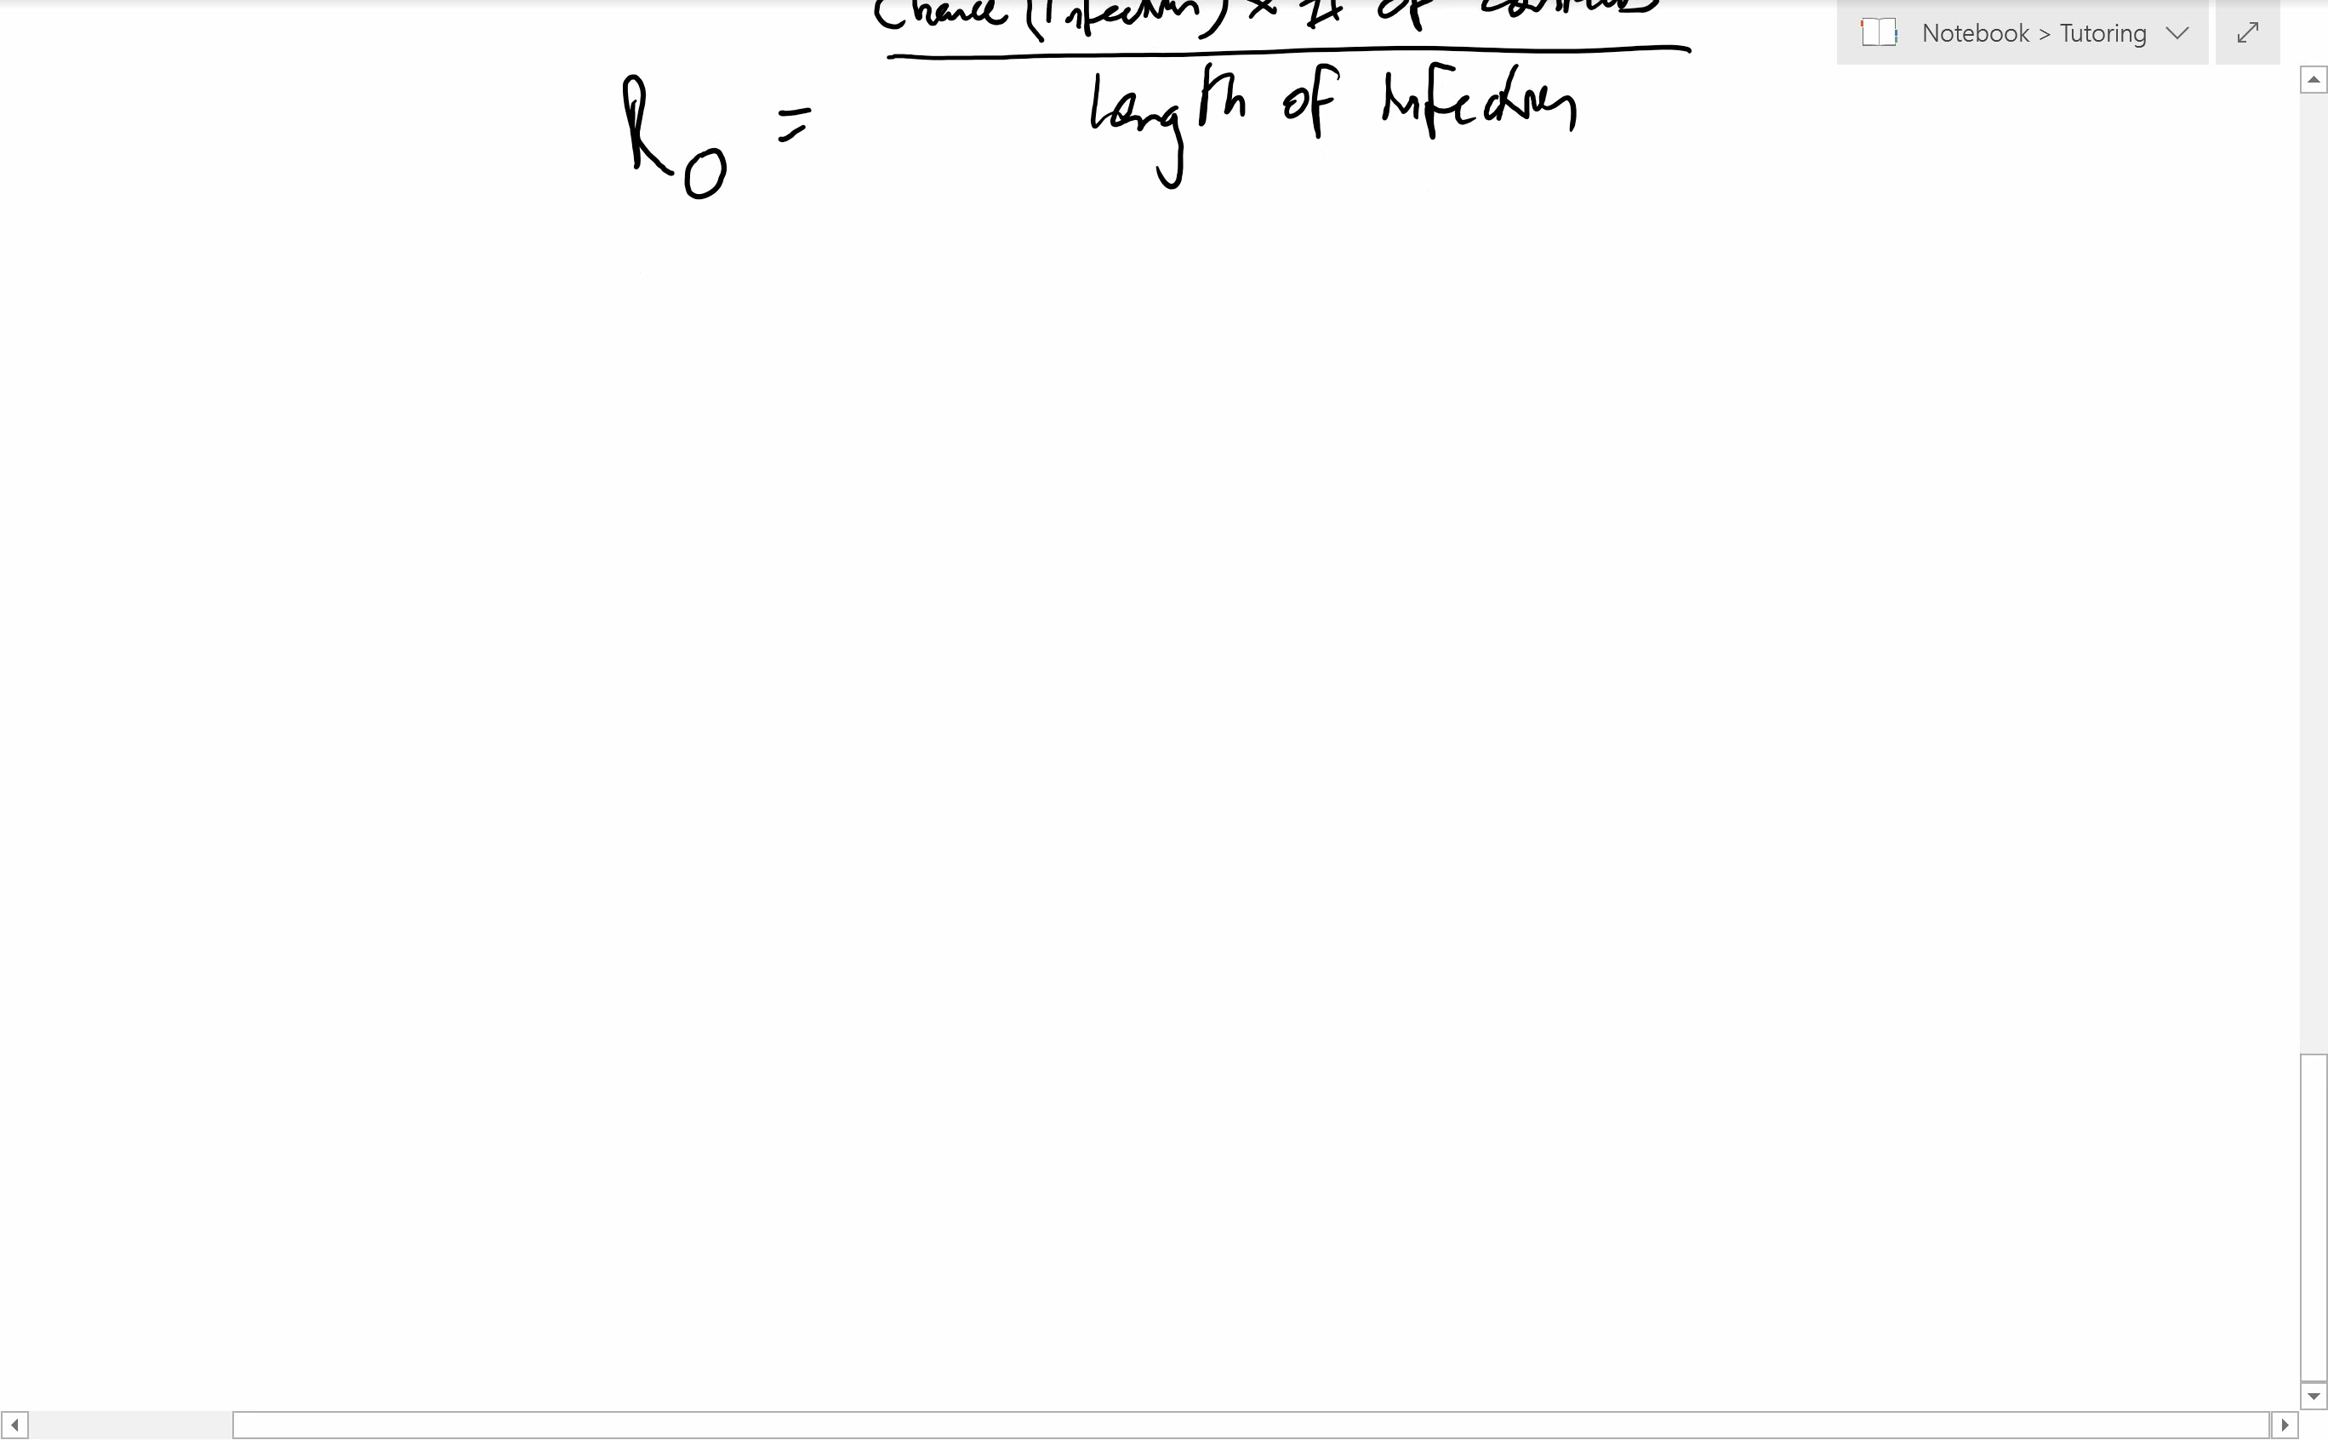 Chance (Infection) × # of contacts
Notebook > Tutoring
R₀ =
length of infection